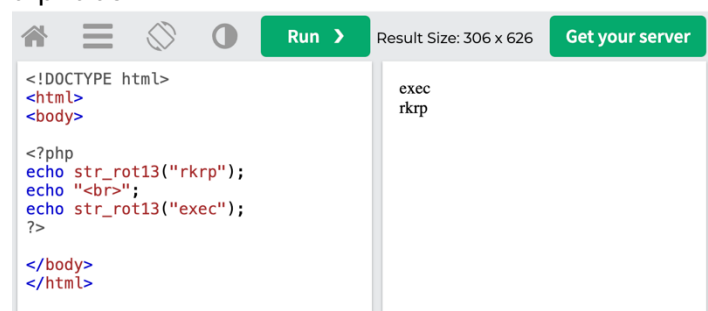 Run ❯ Result Size: 306 x 626 Get your server
<!DOCTYPE html>
<html>
<body>
<?php
echo str_rot13("rkrp");
echo "<br>";
echo str_rot13("exec");
?>
</body>
</html>
exec
rkrp